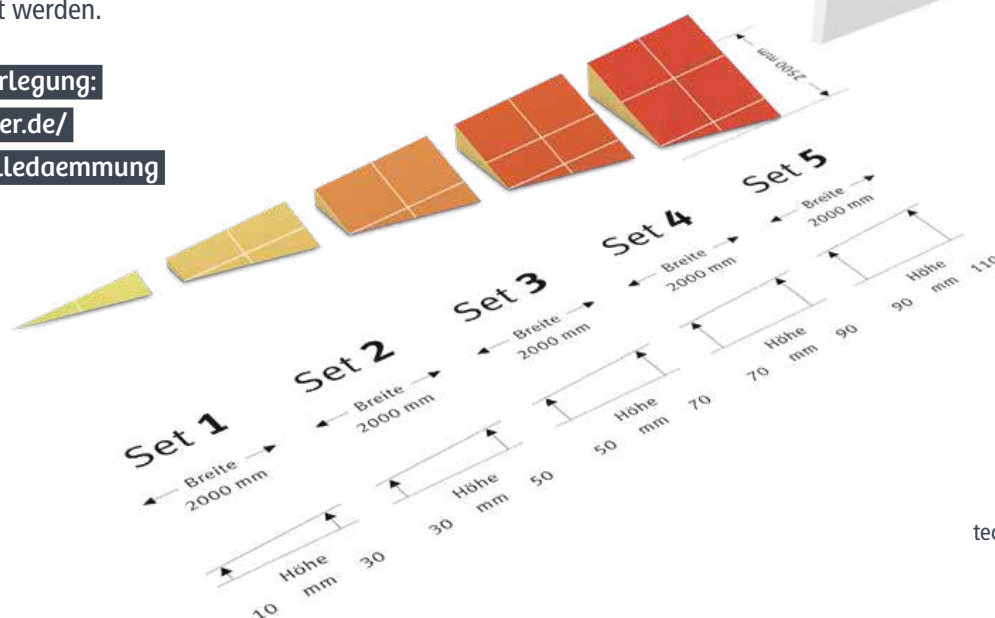 t werden.
rlegung:
er.de/
lledaemmung
2500 mm
Set 5
Breite
2000 mm
Höhe
90 mm 110
Set 4
Breite
2000 mm
Höhe
70 mm 90
Set 3
Breite
2000 mm
Höhe
50 mm 70
Set 2
Breite
2000 mm
Höhe
30 mm 50
Set 1
Breite
2000 mm
Höhe
10 mm 30
tec